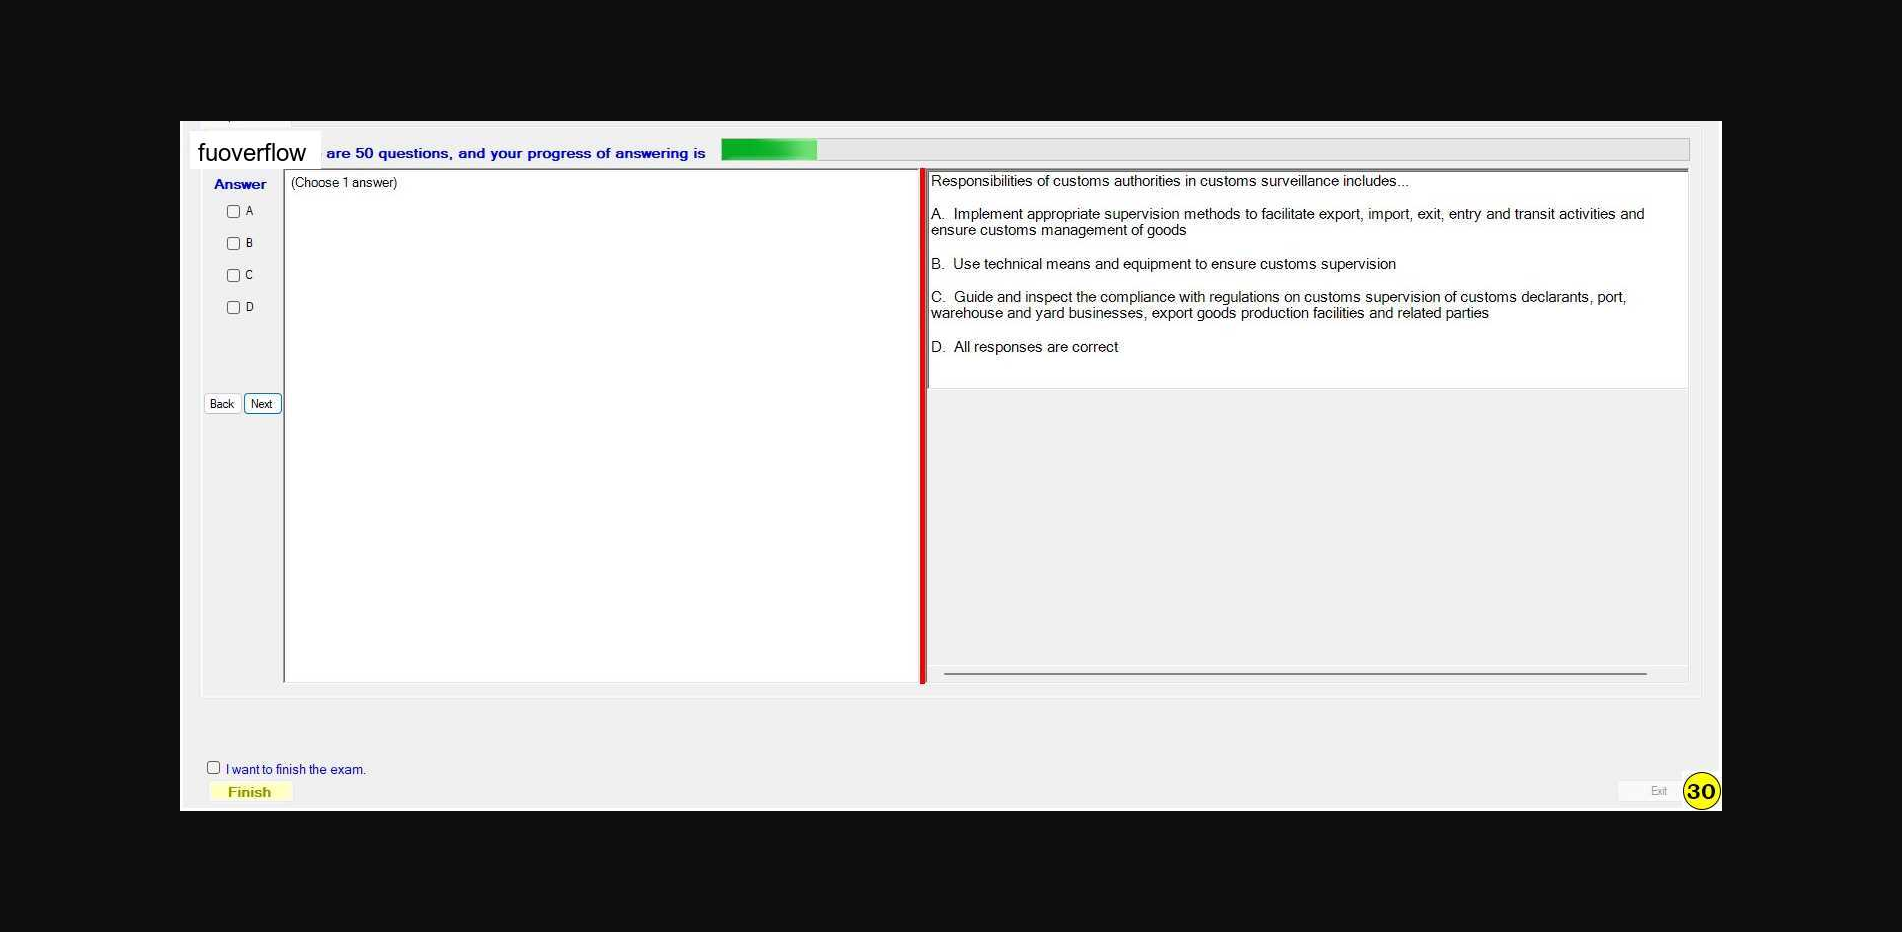 fuoverflow are 50 questions, and your progress of answering is
Answer
A
B
C
D
Back Next
(Choose 1 answer)
Responsibilities of customs authorities in customs surveillance includes...
A. Implement appropriate supervision methods to facilitate export, import, exit, entry and transit activities and
ensure customs management of goods
B. Use technical means and equipment to ensure customs supervision
C. Guide and inspect the compliance with regulations on customs supervision of customs declarants, port,
warehouse and yard businesses, export goods production facilities and related parties
D. All responses are correct
I want to finish the exam.
Finish
Exit
30